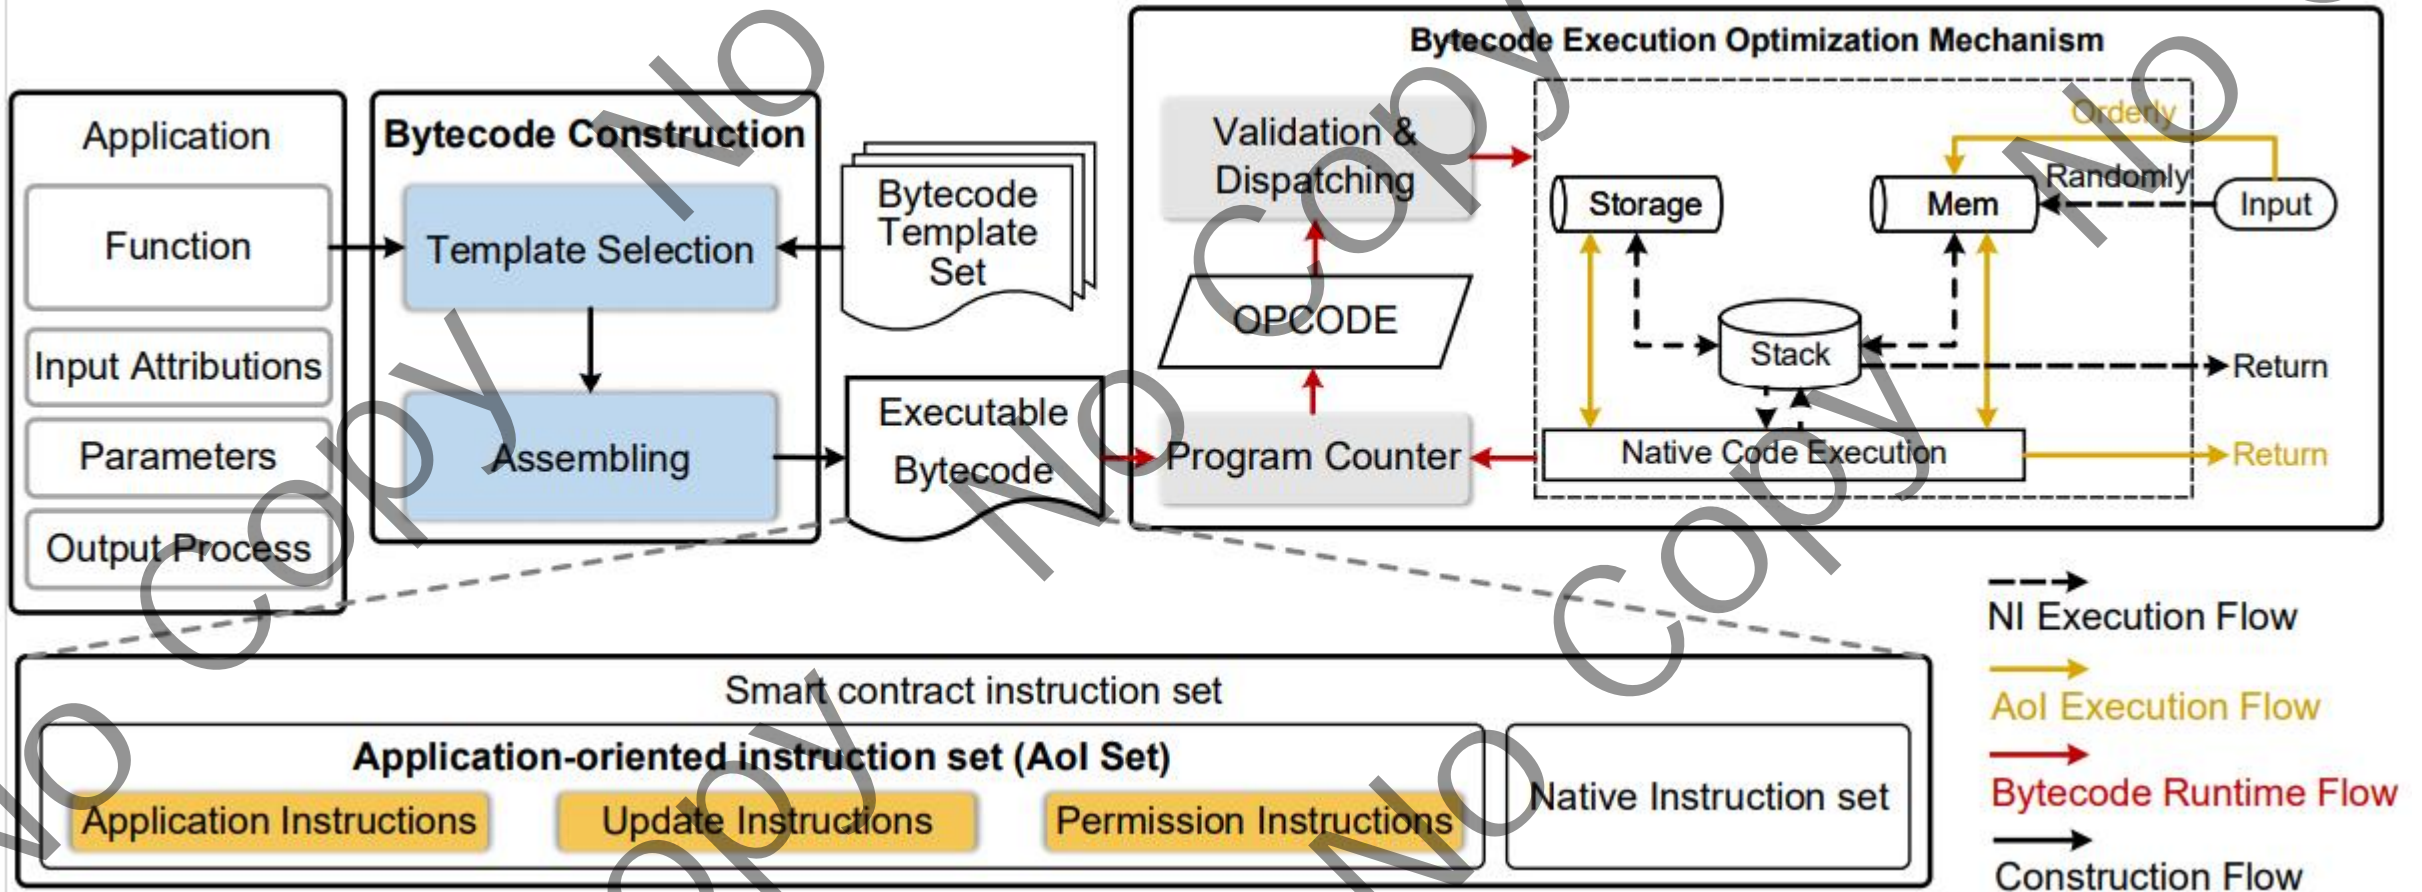 Bytecode Execution Optimization Mechanism
Application
Function
Input Attributions
Parameters
Output Process
Bytecode Construction
Template Selection
Assembling
Bytecode
Template
Set
Executable
Bytecode
Validation &
Dispatching
OPCODE
Program Counter
Orderly
Randomly
Storage
Mem
Input
Stack
Return
Native Code Execution
Return
NI Execution Flow
AoI Execution Flow
Bytecode Runtime Flow
Construction Flow
Smart contract instruction set
Application-oriented instruction set (AoI Set)
Application Instructions
Update Instructions
Permission Instructions
Native Instruction set
No Copy
No Copy
No Copy
No
No
Copy
No